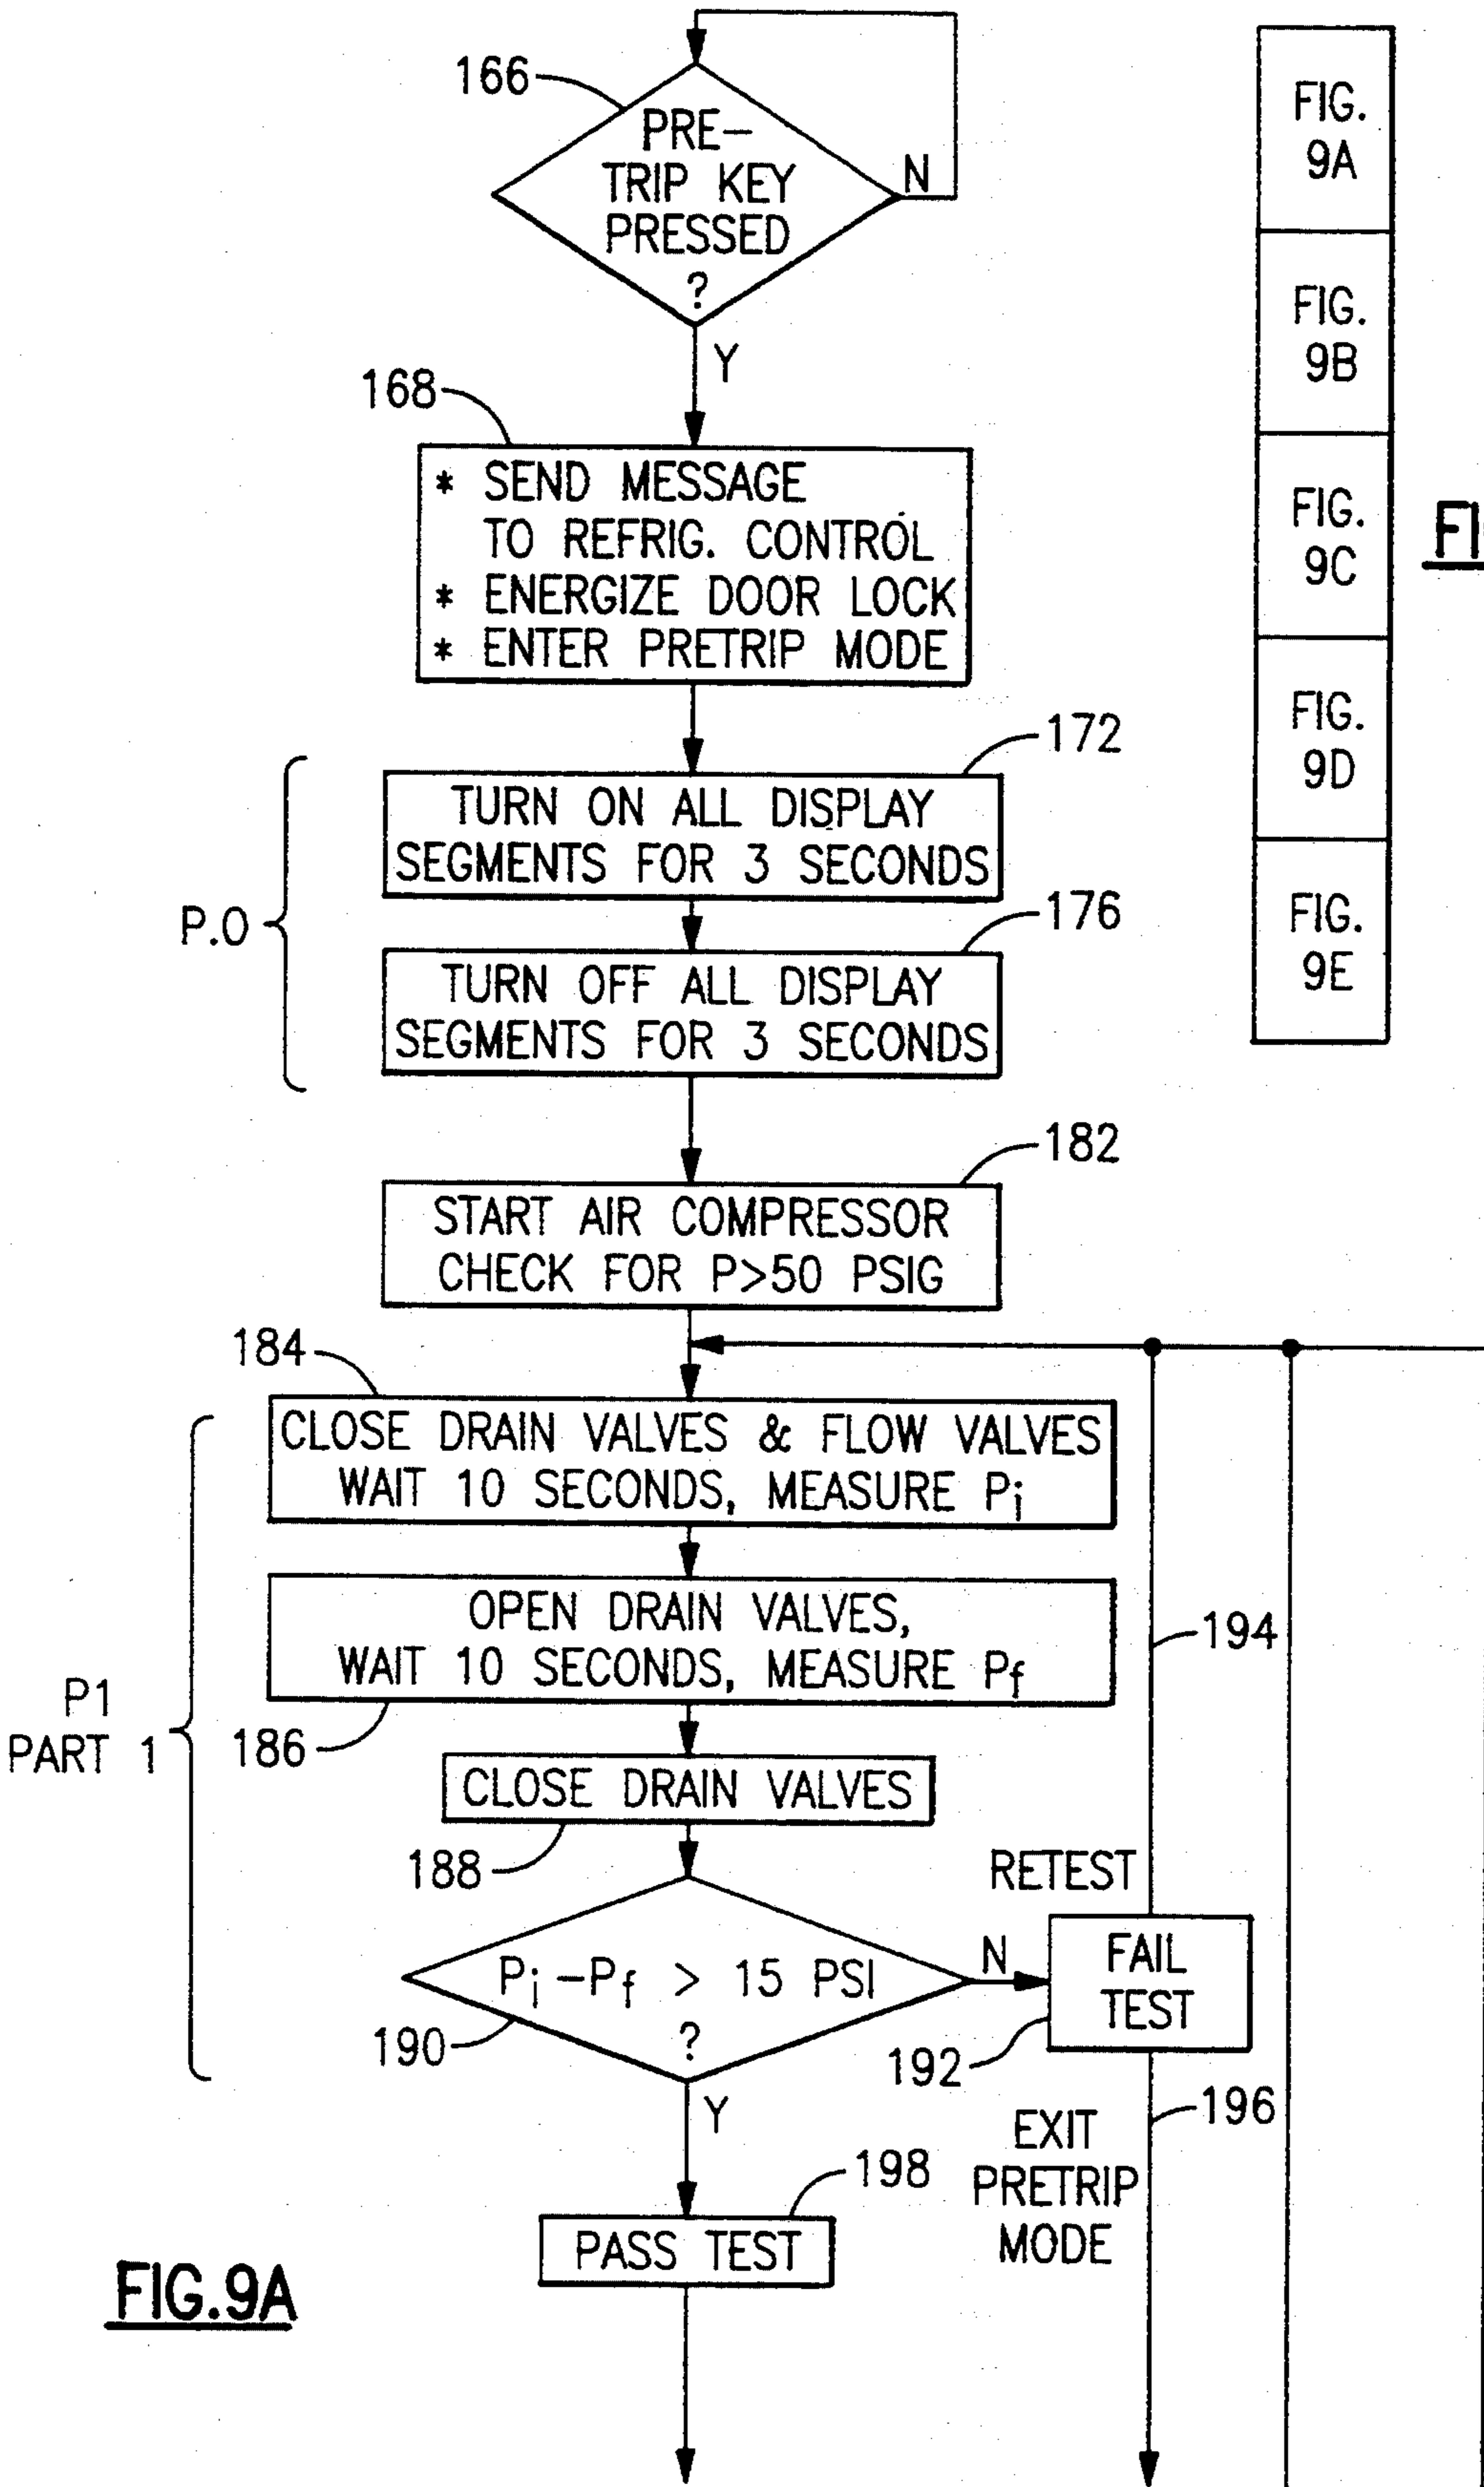 166
PRE-
TRIP KEY
PRESSED
?
N
Y
168
* SEND MESSAGE
TO REFRIG. CONTROL
* ENERGIZE DOOR LOCK
* ENTER PRETRIP MODE
172
TURN ON ALL DISPLAY
SEGMENTS FOR 3 SECONDS
P.0
176
TURN OFF ALL DISPLAY
SEGMENTS FOR 3 SECONDS
182
START AIR COMPRESSOR
CHECK FOR P>50 PSIG
184
CLOSE DRAIN VALVES & FLOW VALVES
WAIT 10 SECONDS, MEASURE Pi
OPEN DRAIN VALVES,
WAIT 10 SECONDS, MEASURE Pf
194
P1
PART 1
186
CLOSE DRAIN VALVES
188
RETEST
Pi-Pf > 15 PSI
?
N
190
FAIL
TEST
192
Y
196
EXIT
PRETRIP
MODE
198
PASS TEST
FIG.9A
FIG.
9A
FIG.
9B
FIG.
9C
FIG.
9D
FIG.
9E